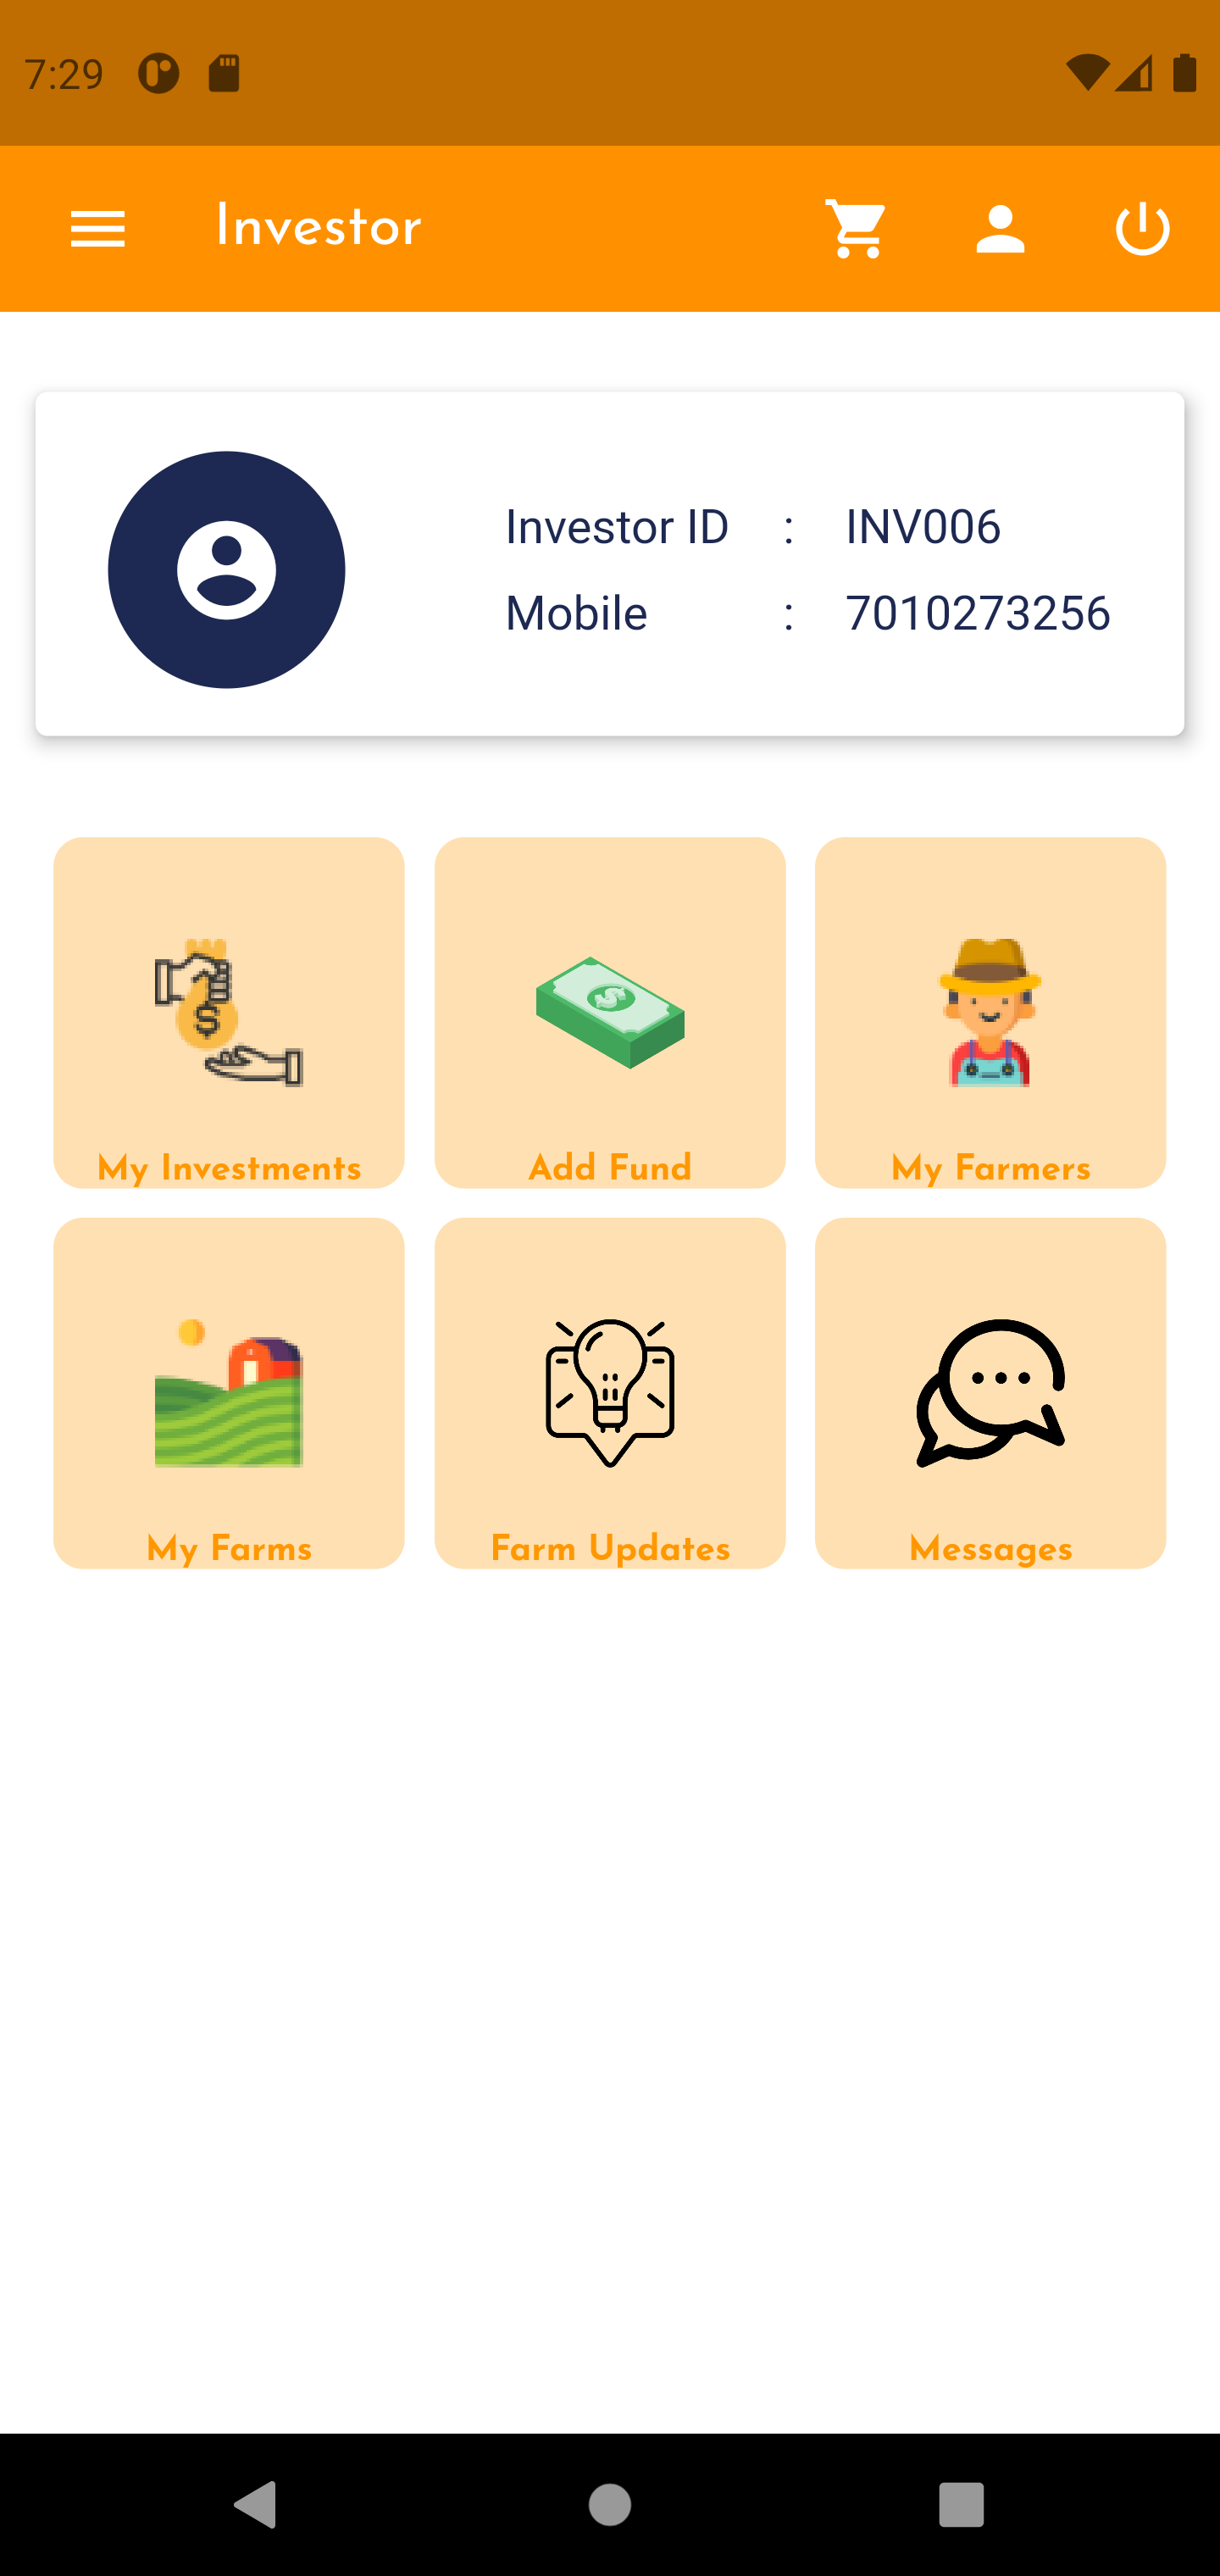 7:29
Investor
Investor ID : INV006
Mobile : 7010273256
My Investments Add Fund My Farmers
My Farms Farm Updates Messages